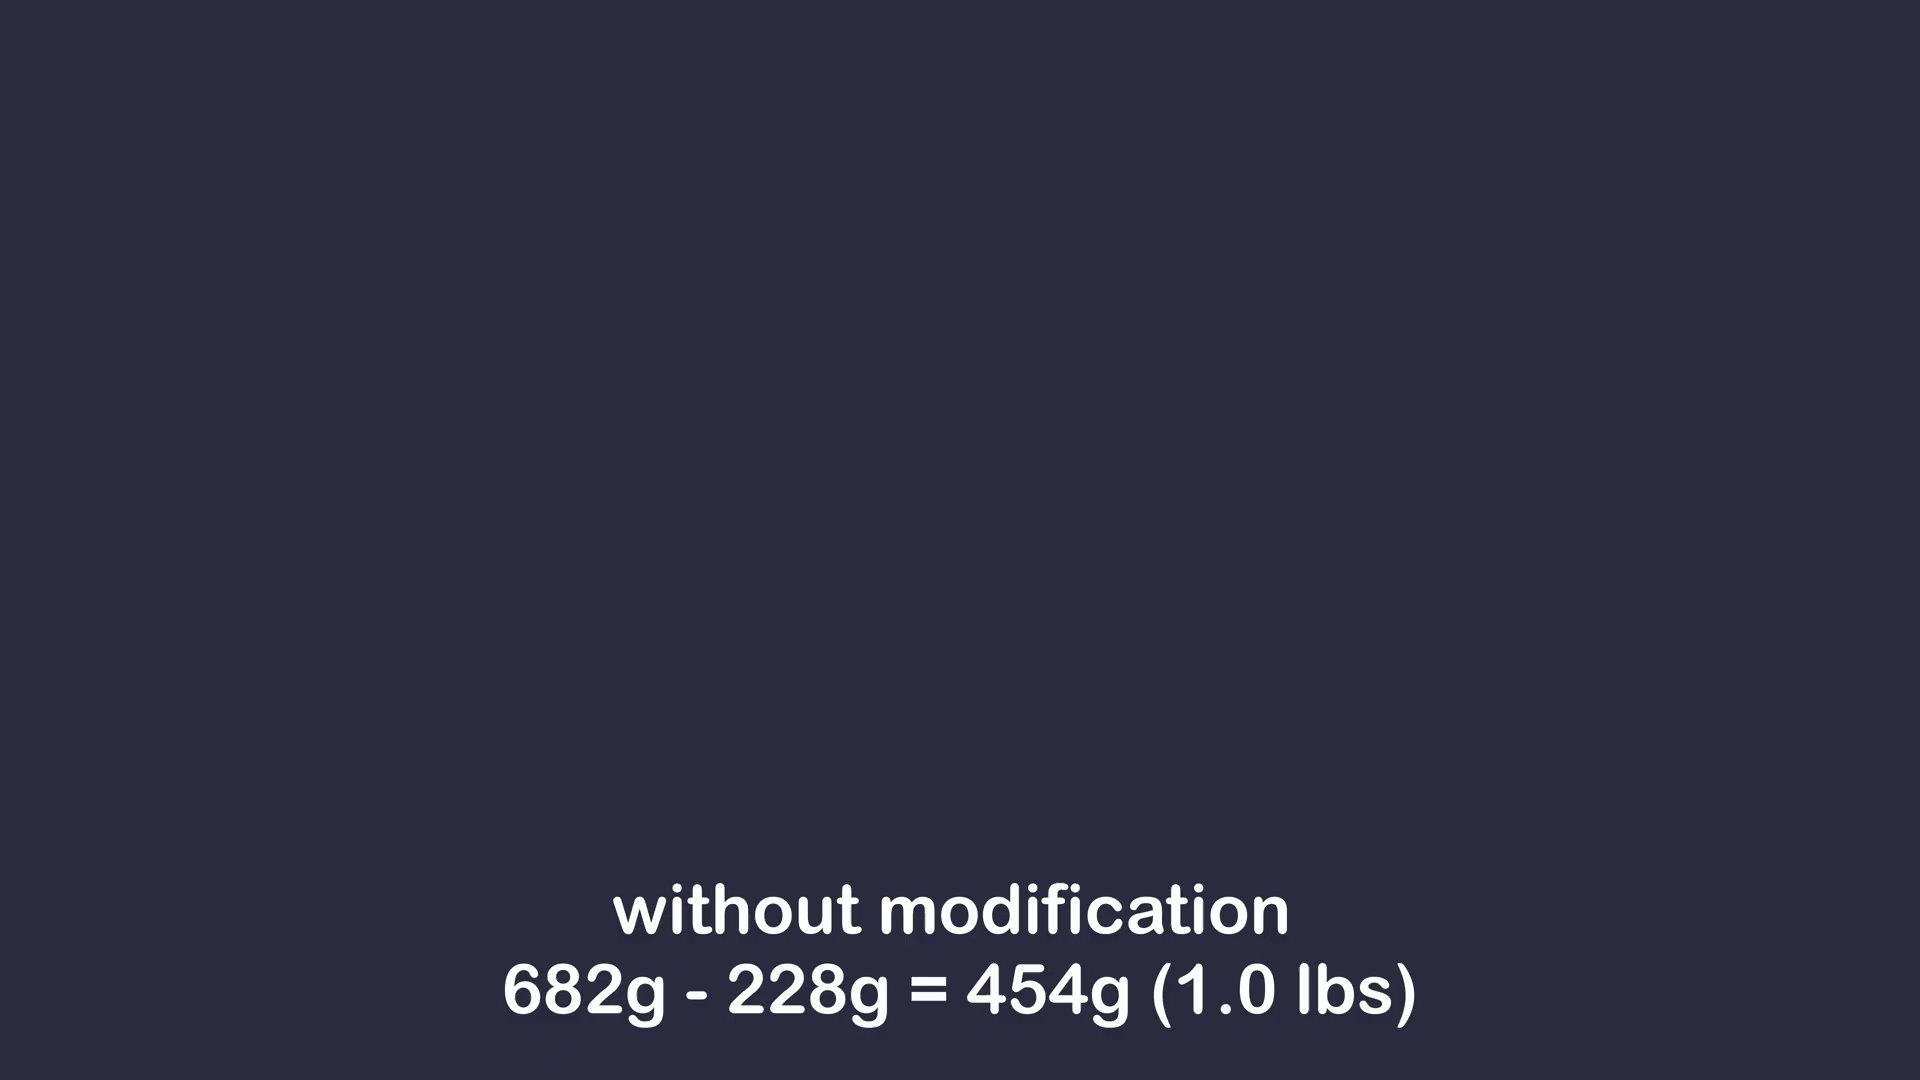 without modification
682g - 228g = 454g (1.0 lbs)